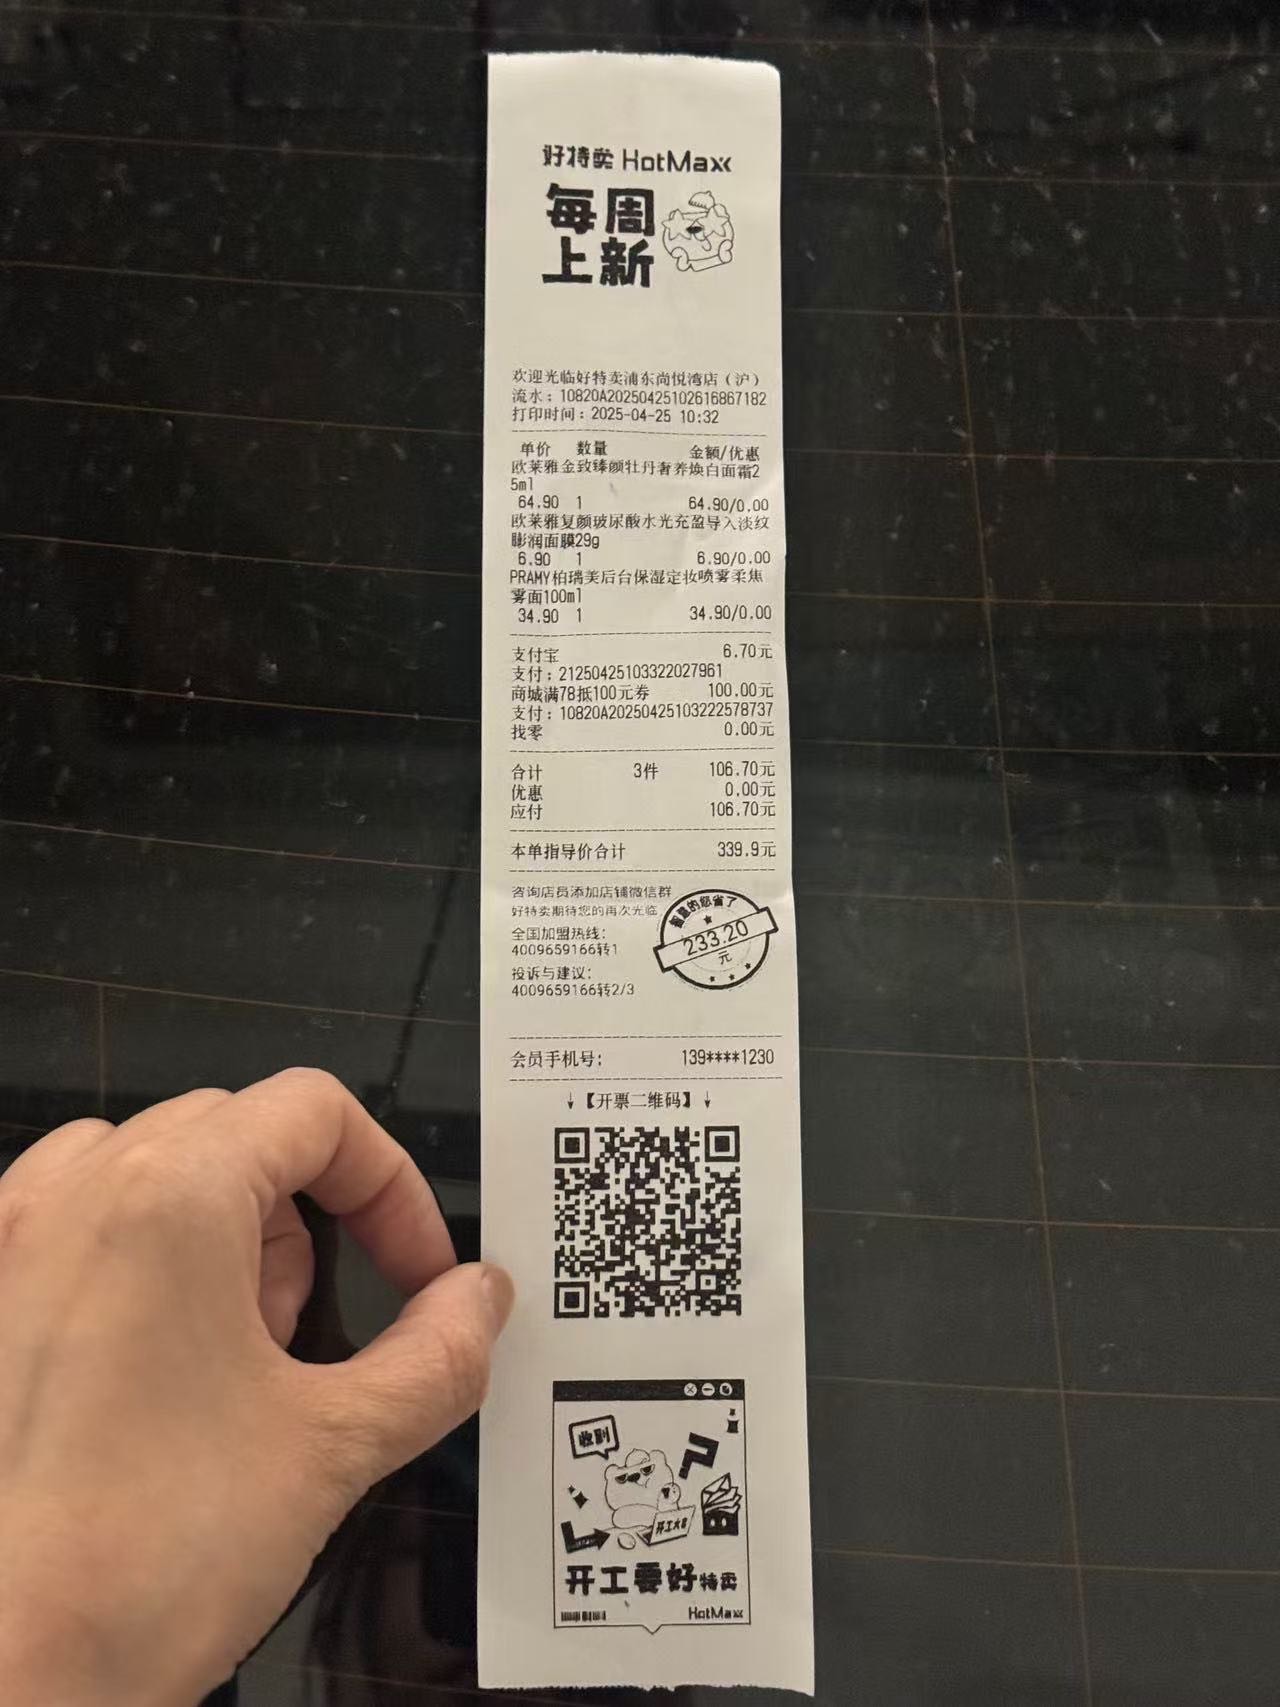 好特卖 HotMaxx
每周
上新
欢迎光临好特卖浦东尚悦湾店（沪）
流水：10820A20250425102616867182
打印时间：2025-04-25 10:32
单价 数量 金额/优惠
欧莱雅金致臻颜牡丹奢养焕白面霜2
5ml
64.90 1 64.90/0.00
欧莱雅复颜玻尿酸水光充盈导入淡纹
膨润面膜29g
6.90 1 6.90/0.00
PRAMY柏瑞美后台保湿定妆喷雾柔焦
雾面100ml
34.90 1 34.90/0.00
支付宝 6.70元
支付：21250425103322027961
商城满78抵100元券 100.00元
支付：10820A20250425103222578737
找零 0.00元
合计 3件 106.70元
优惠 0.00元
应付 106.70元
本单指导价合计 339.9元
咨询店员添加店铺微信群
好特卖期待您的再次光临
全国加盟热线：
4009659166转1
投诉与建议：
4009659166转2/3
智慧的您省了
233.20
元
会员手机号： 139****1230
↓【开票二维码】↓
收到
开工大吉
开工要好特卖
HotMaxx